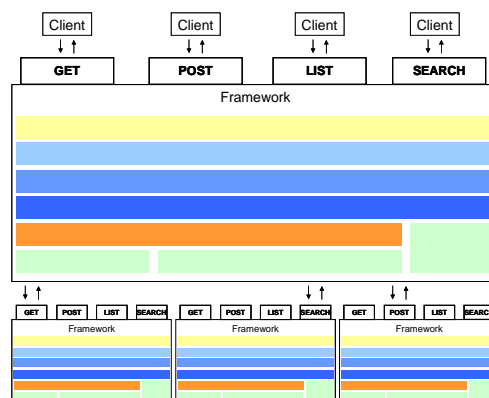 Client Client Client Client
GET POST LIST SEARCH
Framework
GET POST LIST SEARCH GET POST LIST SEARCH GET POST LIST SEARC
Framework Framework Framework